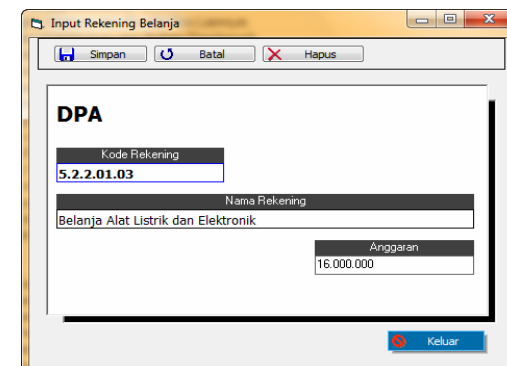 Input Rekening Belanja
Simpan Batal Hapus
DPA
Kode Rekening
5.2.2.01.03
Nama Rekening
Belanja Alat Listrik dan Elektronik
Anggaran
16.000.000
Keluar